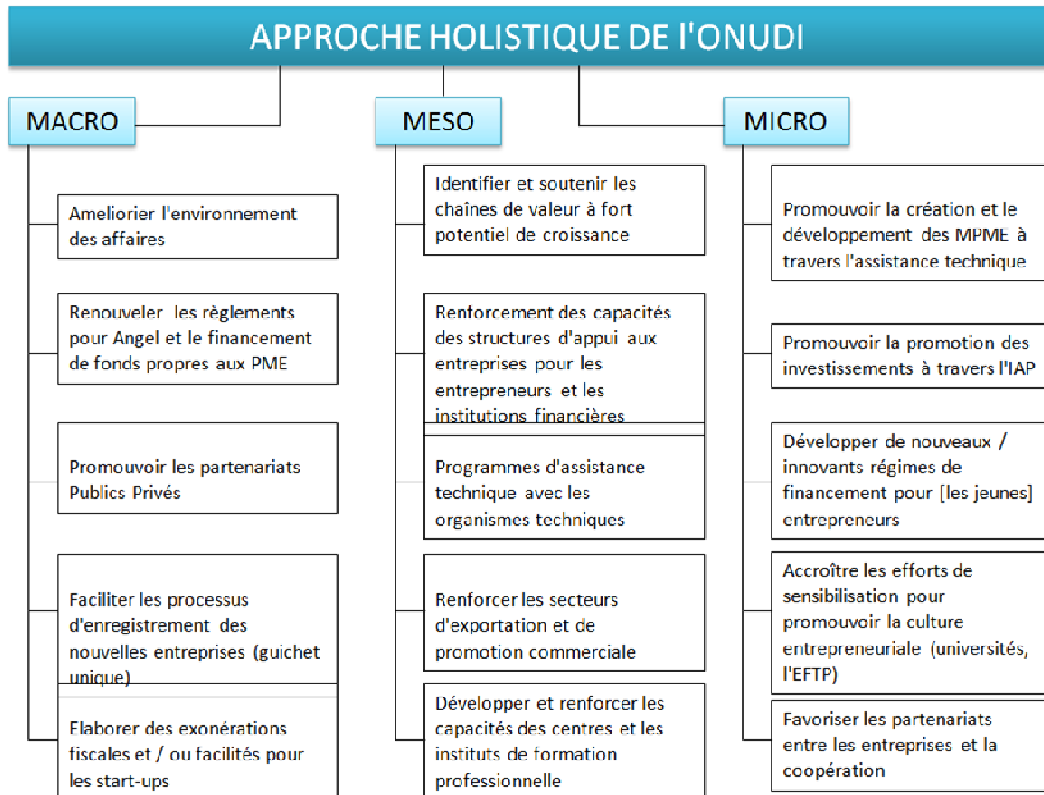 APPROCHE HOLISTIQUE DE l'ONUDI
MACRO
Ameliorier l'environnement
des affaires
Renouveler les règlements
pour Angel et le financement
de fonds propres aux PME
Promouvoir les partenariats
Publics Privés
Faciliter les processus
d'enregistrement des
nouvelles entreprises (guichet
unique)
Elaborer des exonérations
fiscales et / ou facilités pour
les start-ups
MESO
Identifier et soutenir les
chaînes de valeur à fort
potentiel de croissance
Renforcement des capacités
des structures d'appui aux
entreprises pour les
entrepreneurs et les
institutions financières
Programmes d'assistance
technique avec les
organismes techniques
Renforcer les secteurs
d'exportation et de
promotion commerciale
Développer et renforcer les
capacités des centres et les
instituts de formation
professionnelle
MICRO
Promouvoir la création et le
développement des MPME à
travers l'assistance technique
Promouvoir la promotion des
investissements à travers l'IAP
Développer de nouveaux /
innovants régimes de
financement pour [les jeunes]
entrepreneurs
Accroître les efforts de
sensibilisation pour
promouvoir la culture
entrepreneuriale (universités,
l'EFTP)
Favoriser les partenariats
entre les entreprises et la
coopération